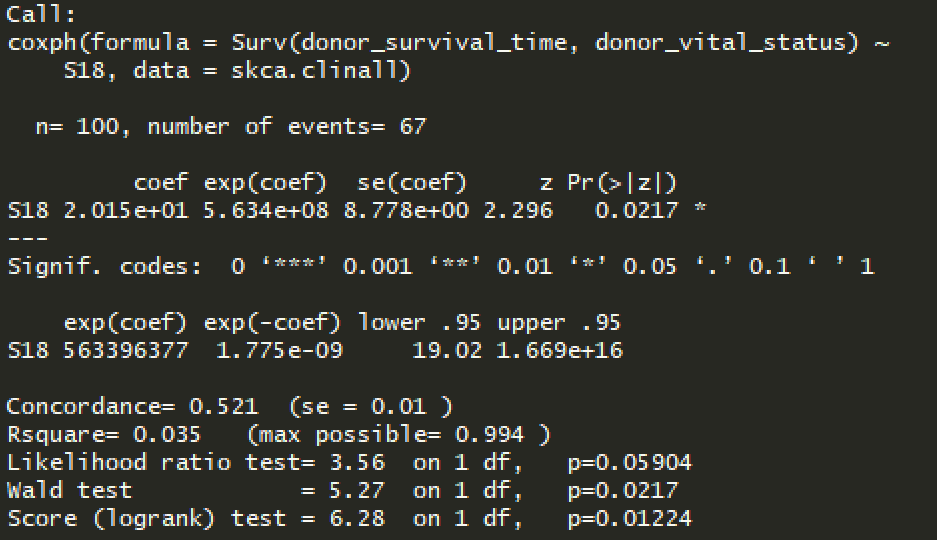 Call:
coxph(formula = Surv(donor_survival_time, donor_vital_status) ~
    S18, data = skca.clinall)

  n= 100, number of events= 67

         coef exp(coef)  se(coef)     z Pr(>|z|)
S18 2.015e+01 5.634e+08 8.778e+00 2.296   0.0217 *
---
Signif. codes:  0 ‘***’ 0.001 ‘**’ 0.01 ‘*’ 0.05 ‘.’ 0.1 ‘ ’ 1

    exp(coef) exp(-coef) lower .95 upper .95
S18 563396377  1.775e-09     19.02 1.669e+16

Concordance= 0.521  (se = 0.01 )
Rsquare= 0.035   (max possible= 0.994 )
Likelihood ratio test= 3.56  on 1 df,   p=0.05904
Wald test            = 5.27  on 1 df,   p=0.0217
Score (logrank) test = 6.28  on 1 df,   p=0.01224